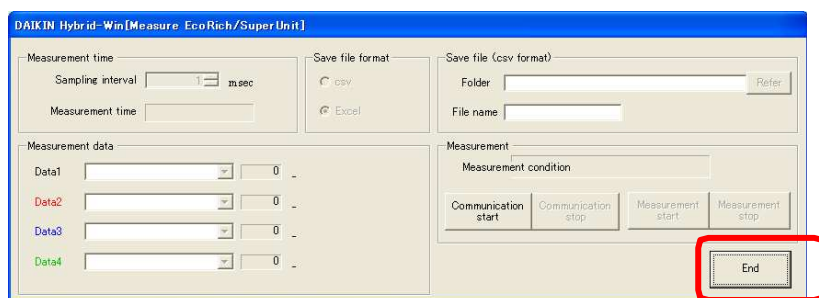 DAIKIN Hybrid-Win[Measure EcoRich/SuperUnit]
Measurement time
Sampling interval 1 msec
Measurement time
Save file format
csv
Excel
Save file (csv format)
Folder Refer
File name
Measurement data
Data1 0 _
Data2 0 _
Data3 0 _
Data4 0 _
Measurement
Measurement condition
Communication start
Communication stop
Measurement start
Measurement stop
End